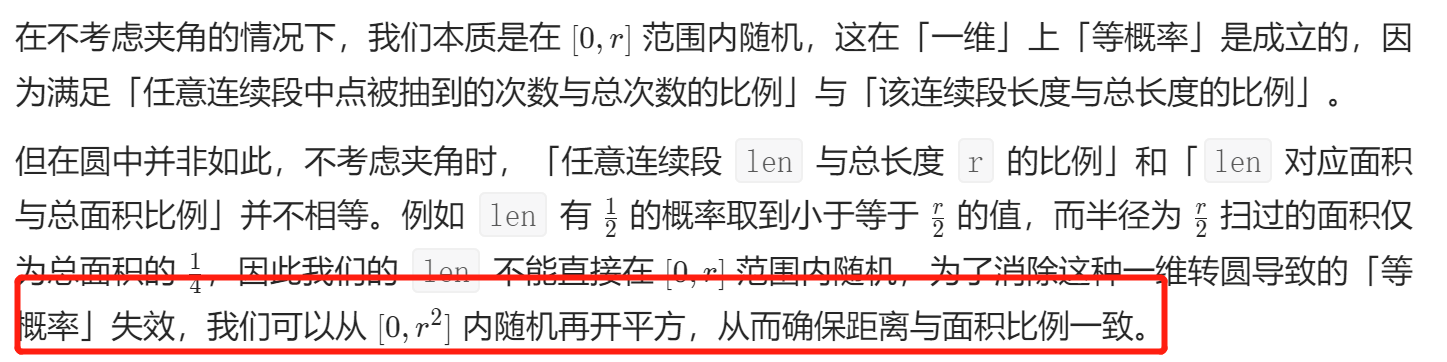 在不考虑夹角的情况下，我们本质是在 [0, r] 范围内随机，这在「一维」上「等概率」是成立的，因
为满足「任意连续段中点被抽到的次数与总次数的比例」与「该连续段长度与总长度的比例」。
但在圆中并非如此，不考虑夹角时，「任意连续段 len 与总长度 r 的比例」和「 len 对应面积
与总面积比例」并不相等。例如 len 有 1/2 的概率取到小于等于 r/2 的值，而半径为 r/2 扫过的面积仅
为总面积的 1/4，因此我们的 len 不能直接在 [0, r] 范围内随机，为了消除这种一维转圆导致的「等
概率」失效，我们可以从 [0, r²] 内随机再开平方，从而确保距离与面积比例一致。